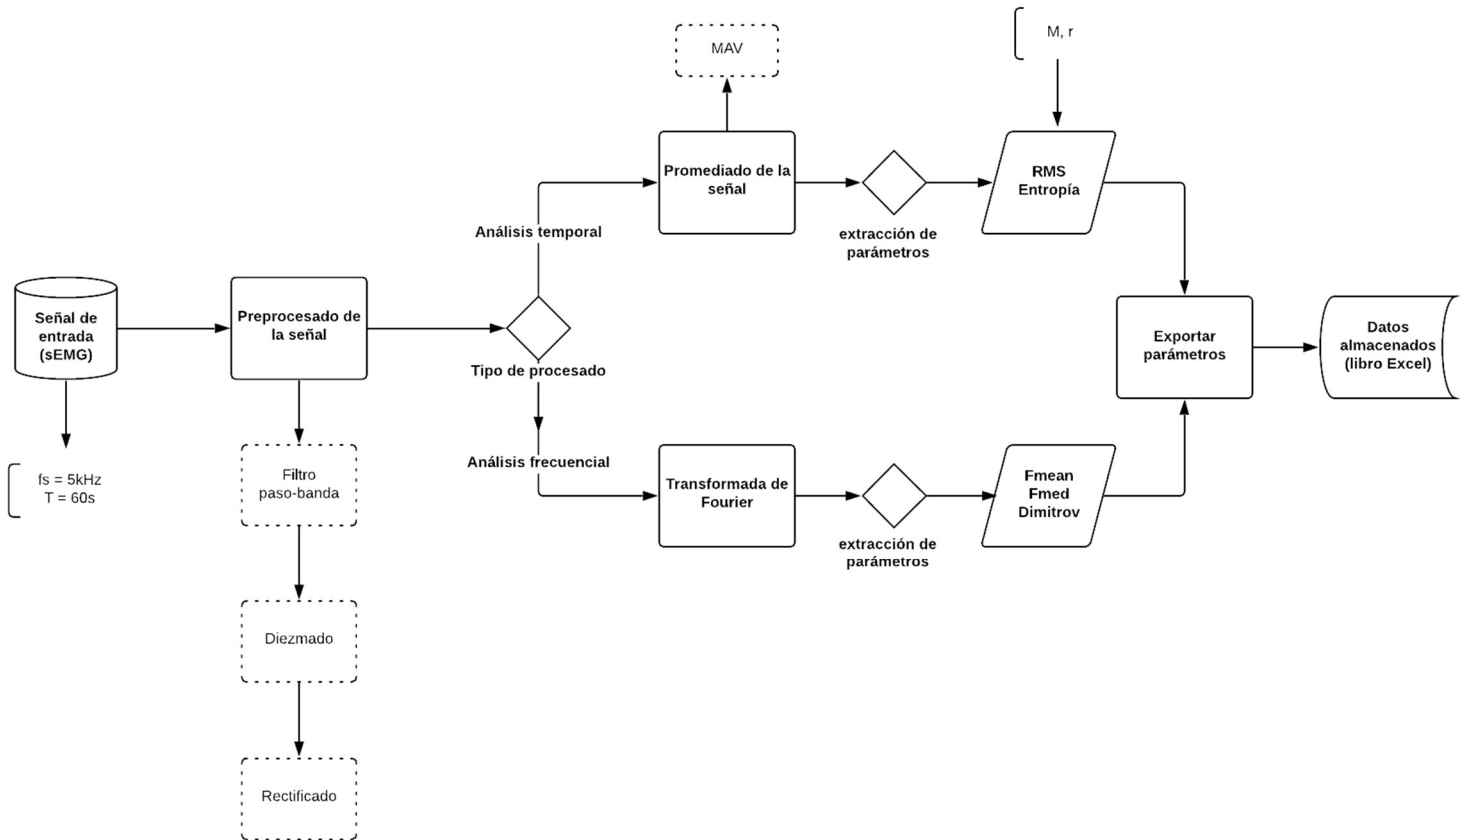 MAV
M, r
Promediado de la
señal
RMS
Entropía
Análisis temporal
extracción de
parámetros
Señal de
entrada
(sEMG)
Preprocesado de
la señal
Tipo de procesado
Exportar
parámetros
Datos
almacenados
(libro Excel)
fs = 5kHz
T = 60s
Filtro
paso-banda
Análisis frecuencial
Transformada de
Fourier
extracción de
parámetros
Fmean
Fmed
Dimitrov
Diezmado
Rectificado